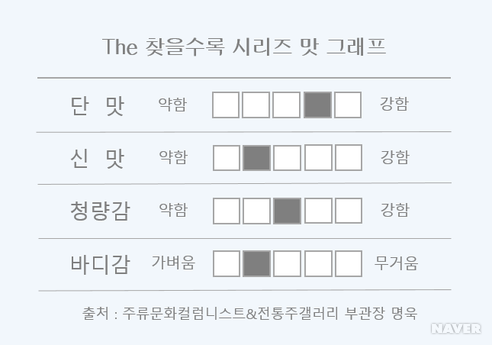 The 찾을수록 시리즈 맛 그래프
단 맛 약함 강함
신 맛 약함 강함
청량감 약함 강함
바디감 가벼움 무거움
출처 : 주류문화컬럼니스트&전통주갤러리 부관장 명욱
NAVER